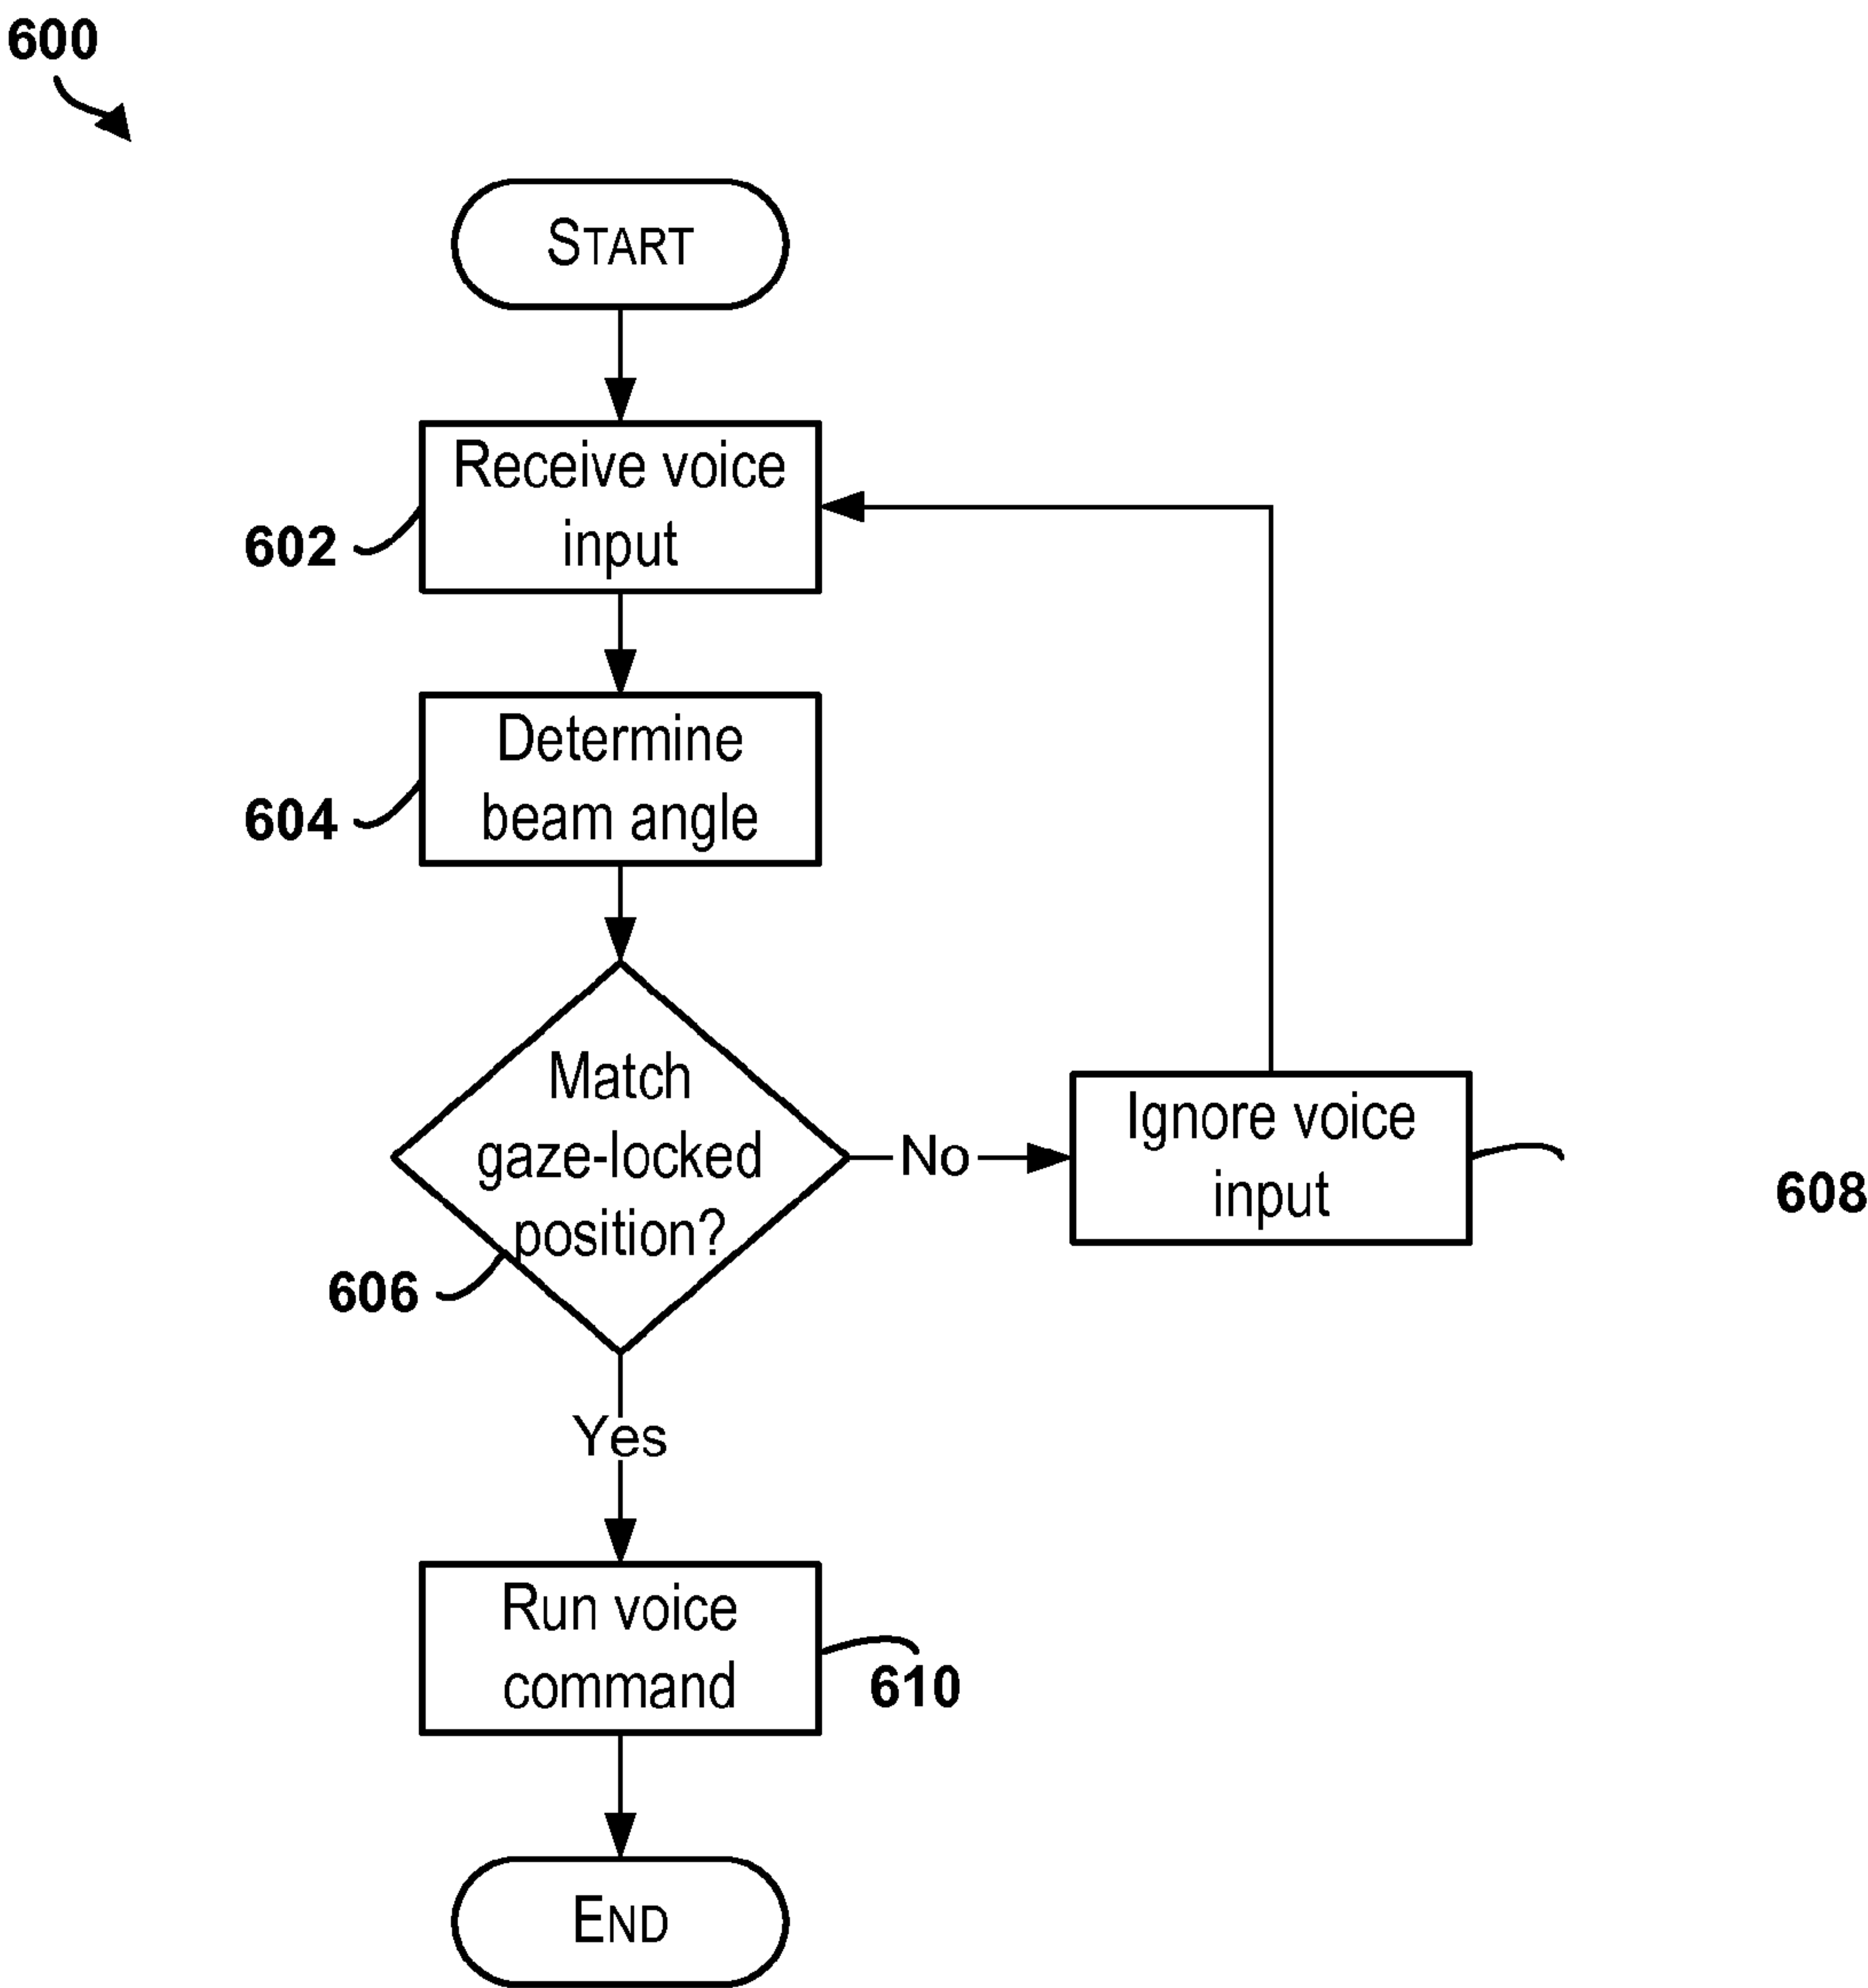 600
START
Receive voice
input
602
Determine
beam angle
604
Match
gaze-locked
position?
606
No
Ignore voice
input
608
Yes
Run voice
command
610
END